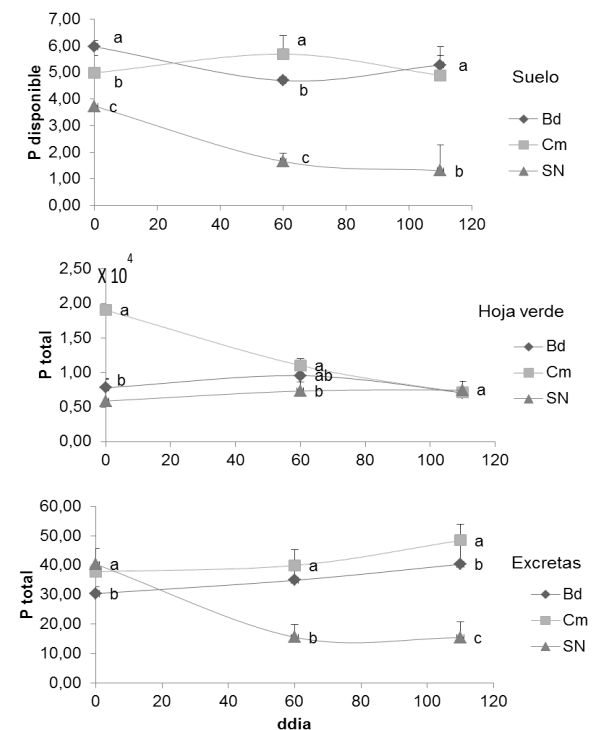 7,00
6,00
5,00
4,00
3,00
2,00
1,00
0,00
P disponible
a
b
c
a
b
c
a
b
0 20 40 60 80 100 120
Suelo
Bd
Cm
SN
X 10⁴
2,50
2,00
1,50
1,00
0,50
0,00
P total
a
b
a
ab
b
a
0 20 40 60 80 100 120
Hoja verde
Bd
Cm
SN
60,00
50,00
40,00
30,00
20,00
10,00
0,00
P total
a
b
a
b
a
b
c
0 20 40 60 80 100 120
ddia
Excretas
Bd
Cm
SN